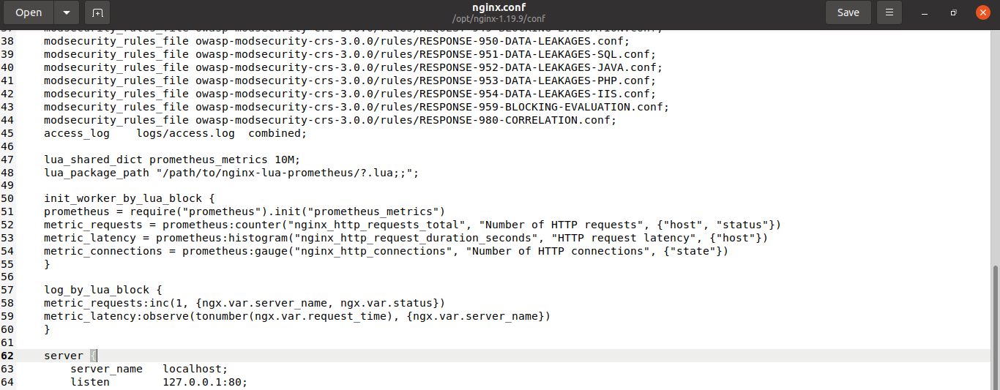 Open
nginx.conf
/opt/nginx-1.19.9/conf
Save
38 modsecurity_rules_file owasp-modsecurity-crs-3.0.0/rules/RESPONSE-950-DATA-LEAKAGES.conf;
39 modsecurity_rules_file owasp-modsecurity-crs-3.0.0/rules/RESPONSE-951-DATA-LEAKAGES-SQL.conf;
40 modsecurity_rules_file owasp-modsecurity-crs-3.0.0/rules/RESPONSE-952-DATA-LEAKAGES-JAVA.conf;
41 modsecurity_rules_file owasp-modsecurity-crs-3.0.0/rules/RESPONSE-953-DATA-LEAKAGES-PHP.conf;
42 modsecurity_rules_file owasp-modsecurity-crs-3.0.0/rules/RESPONSE-954-DATA-LEAKAGES-IIS.conf;
43 modsecurity_rules_file owasp-modsecurity-crs-3.0.0/rules/RESPONSE-959-BLOCKING-EVALUATION.conf;
44 modsecurity_rules_file owasp-modsecurity-crs-3.0.0/rules/RESPONSE-980-CORRELATION.conf;
45 access_log    logs/access.log  combined;
46
47 lua_shared_dict prometheus_metrics 10M;
48 lua_package_path "/path/to/nginx-lua-prometheus/?.lua;;";
49
50 init_worker_by_lua_block {
51 prometheus = require("prometheus").init("prometheus_metrics")
52 metric_requests = prometheus:counter("nginx_http_requests_total", "Number of HTTP requests", {"host", "status"})
53 metric_latency = prometheus:histogram("nginx_http_request_duration_seconds", "HTTP request latency", {"host"})
54 metric_connections = prometheus:gauge("nginx_http_connections", "Number of HTTP connections", {"state"})
55 }
56
57 log_by_lua_block {
58 metric_requests:inc(1, {ngx.var.server_name, ngx.var.status})
59 metric_latency:observe(tonumber(ngx.var.request_time), {ngx.var.server_name})
60 }
61
62 server {
63     server_name   localhost;
64     listen        127.0.0.1:80;